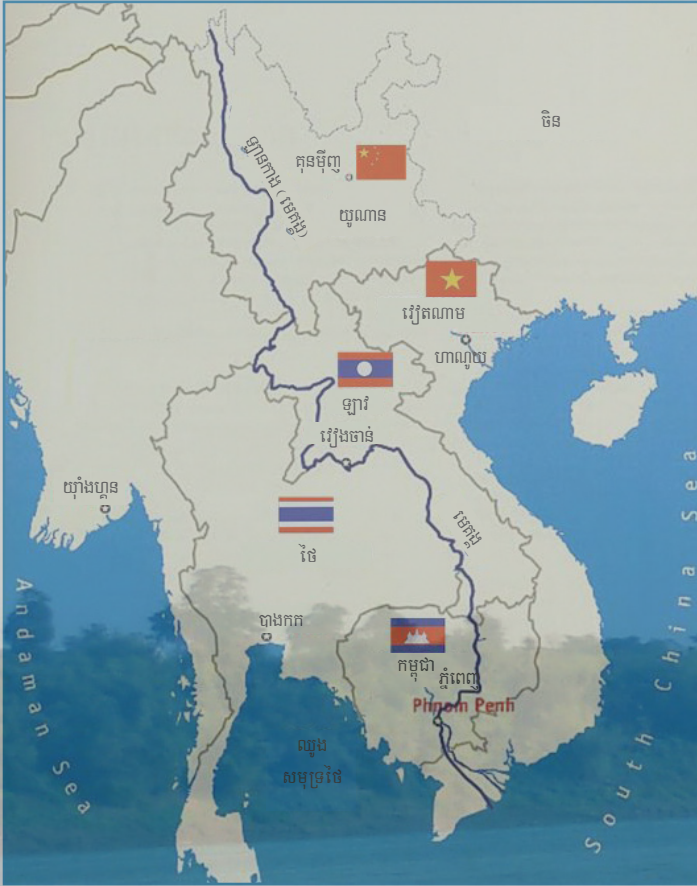 ចិន
គុនម៉ីញ
ឡានកាង (មេគង្គ)
យូណាន
វៀតណាម
ហាណូយ
ឡាវ
វៀងចាន់
យ៉ាំងហ្គូន
មេគង្គ
ថៃ
បាងកក
កម្ពុជា
ភ្នំពេញ
Phnom Penh
ឈូង
សមុទ្រថៃ
Andaman Sea
South China Sea